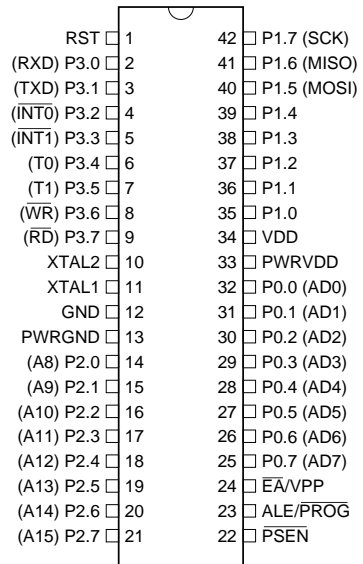 RST 1 42 P1.7 (SCK)
(RXD) P3.0 2 41 P1.6 (MISO)
(TXD) P3.1 3 40 P1.5 (MOSI)
(I̅N̅T̅0̅) P3.2 4 39 P1.4
(I̅N̅T̅1̅) P3.3 5 38 P1.3
(T0) P3.4 6 37 P1.2
(T1) P3.5 7 36 P1.1
(W̅R̅) P3.6 8 35 P1.0
(R̅D̅) P3.7 9 34 VDD
XTAL2 10 33 PWRVDD
XTAL1 11 32 P0.0 (AD0)
GND 12 31 P0.1 (AD1)
PWRGND 13 30 P0.2 (AD2)
(A8) P2.0 14 29 P0.3 (AD3)
(A9) P2.1 15 28 P0.4 (AD4)
(A10) P2.2 16 27 P0.5 (AD5)
(A11) P2.3 17 26 P0.6 (AD6)
(A12) P2.4 18 25 P0.7 (AD7)
(A13) P2.5 19 24 E̅A̅/VPP
(A14) P2.6 20 23 ALE/P̅R̅O̅G̅
(A15) P2.7 21 22 P̅S̅E̅N̅